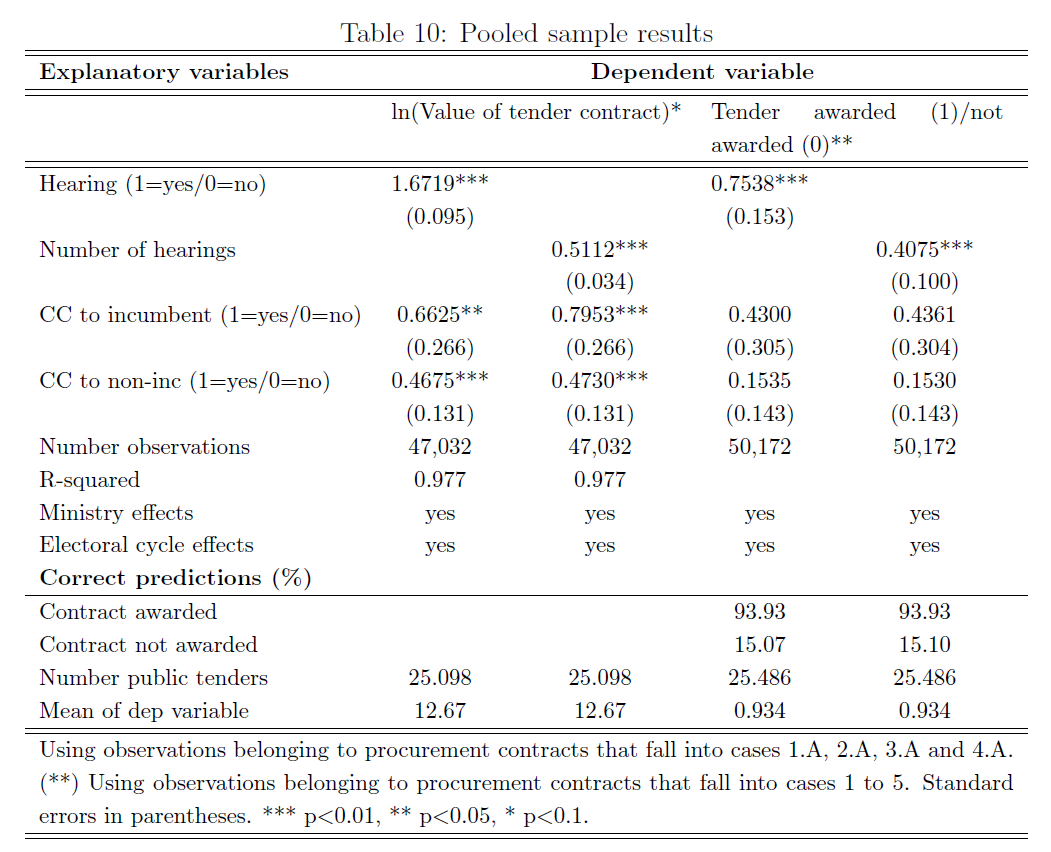 Table 10: Pooled sample results
Explanatory variables Dependent variable
ln(Value of tender contract)* Tender awarded (1)/not
awarded (0)**
Hearing (1=yes/0=no) 1.6719*** 0.7538***
(0.095) (0.153)
Number of hearings 0.5112*** 0.4075***
(0.034) (0.100)
CC to incumbent (1=yes/0=no) 0.6625** 0.7953*** 0.4300 0.4361
(0.266) (0.266) (0.305) (0.304)
CC to non-inc (1=yes/0=no) 0.4675*** 0.4730*** 0.1535 0.1530
(0.131) (0.131) (0.143) (0.143)
Number observations 47,032 47,032 50,172 50,172
R-squared 0.977 0.977
Ministry effects yes yes yes yes
Electoral cycle effects yes yes yes yes
Correct predictions (%)
Contract awarded 93.93 93.93
Contract not awarded 15.07 15.10
Number public tenders 25.098 25.098 25.486 25.486
Mean of dep variable 12.67 12.67 0.934 0.934
Using observations belonging to procurement contracts that fall into cases 1.A, 2.A, 3.A and 4.A.
(**) Using observations belonging to procurement contracts that fall into cases 1 to 5. Standard
errors in parentheses. *** p<0.01, ** p<0.05, * p<0.1.